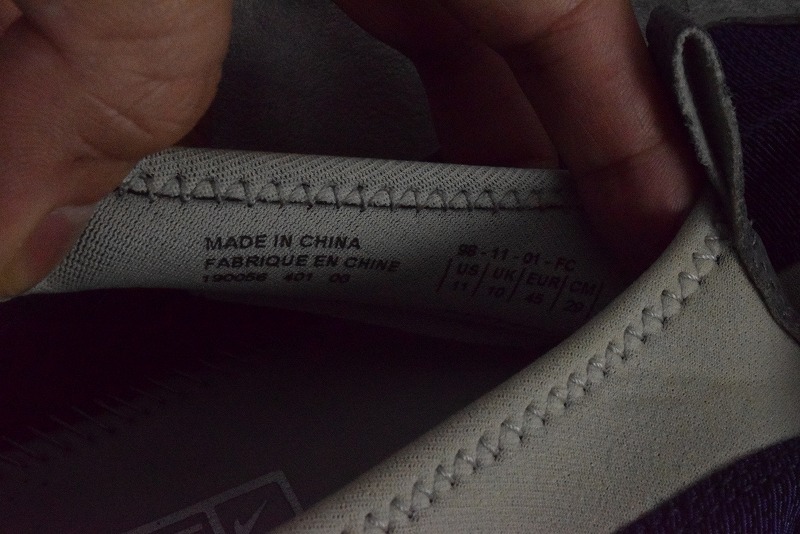 MADE IN CHINA
FABRIQUE EN CHINE
190056 401 00
96-11-01-FC
US UK EUR CM
11 10 45 29